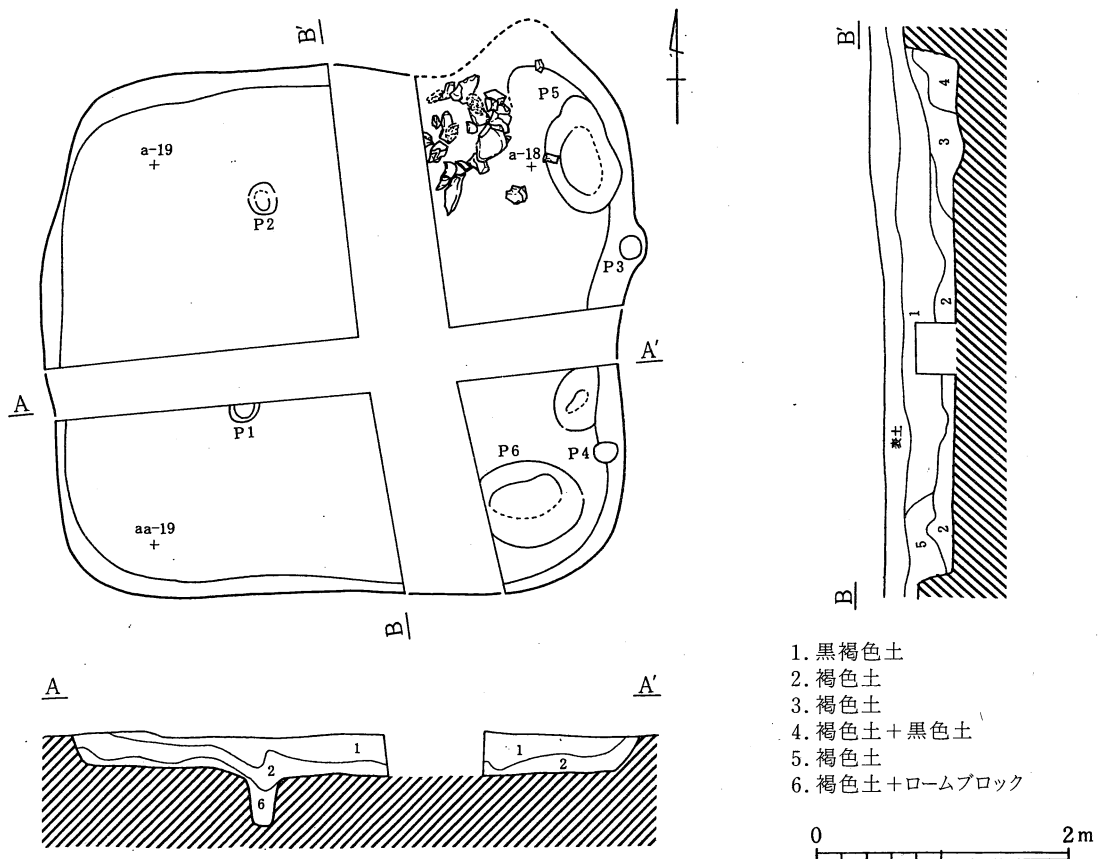 B'
a-19
P2
P5
a-18
P3
A
A'
P1
P6
P4
aa-19
B
A
A'
1
2
6
1
2
B'
4
3
2
1
表土
2
5
B
1. 黒褐色土
2. 褐色土
3. 褐色土
4. 褐色土+黒色土
5. 褐色土
6. 褐色土+ロームブロック
0 2m